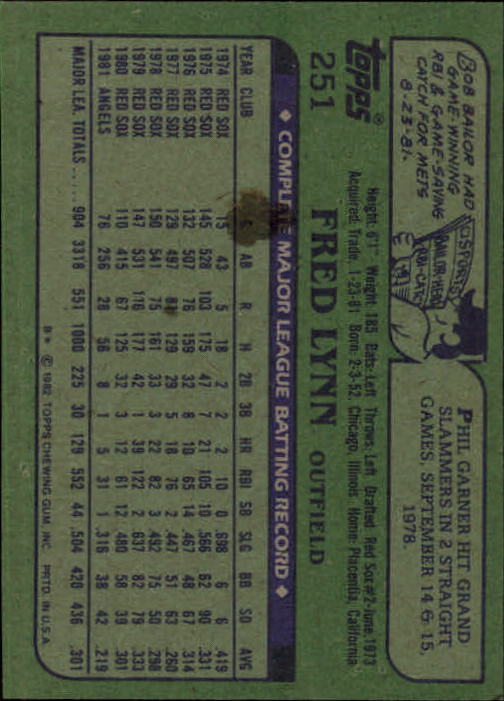 BOB BAILOR HAD
GAME-WINNING
RBI & GAME-SAVING
CATCH FOR METS
8-23-81.
SPORTS
BAILOR-HERO
PHIL GARNER HIT GRAND
SLAMMERS IN 2 STRAIGHT
GAMES, SEPTEMBER 14 & 15,
1978.
topps®
251 FRED LYNN OUTFIELD
Height: 6'1" Weight: 185 Bats: Left Throws: Left Drafted: Red Sox #2-June, 1973
Acquired: Trade, 1-23-81 Born: 2-3-52, Chicago, Illinois Home: Placentia, California
◆ COMPLETE MAJOR LEAGUE BATTING RECORD ◆
YEAR CLUB G AB R H 2B 3B HR RBI SB SLG BB SO AVG
1974 RED SOX 15 43 5 18 2 2 2 10 0 .698 6 6 .419
1975 RED SOX 145 528 103 175 47 7 21 105 10 .566 62 90 .331
1976 RED SOX 132 507 76 159 32 8 10 65 14 .467 48 67 .314
1977 RED SOX 129 497 81 129 29 5 18 76 2 .447 51 63 .260
1978 RED SOX 150 541 75 161 33 3 22 82 3 .492 75 50 .298
1979 RED SOX 147 531 116 177 42 1 39 122 2 .637 82 79 .333
1980 RED SOX 110 415 67 125 32 3 12 61 12 .480 58 39 .301
1981 ANGELS 76 256 28 56 8 1 5 31 1 .316 38 42 .219
MAJOR LEA. TOTALS .... 904 3318 551 1000 225 30 129 552 44 .504 420 436 .301
B* © 1982 TOPPS CHEWING GUM, INC. PRTD. IN U.S.A.